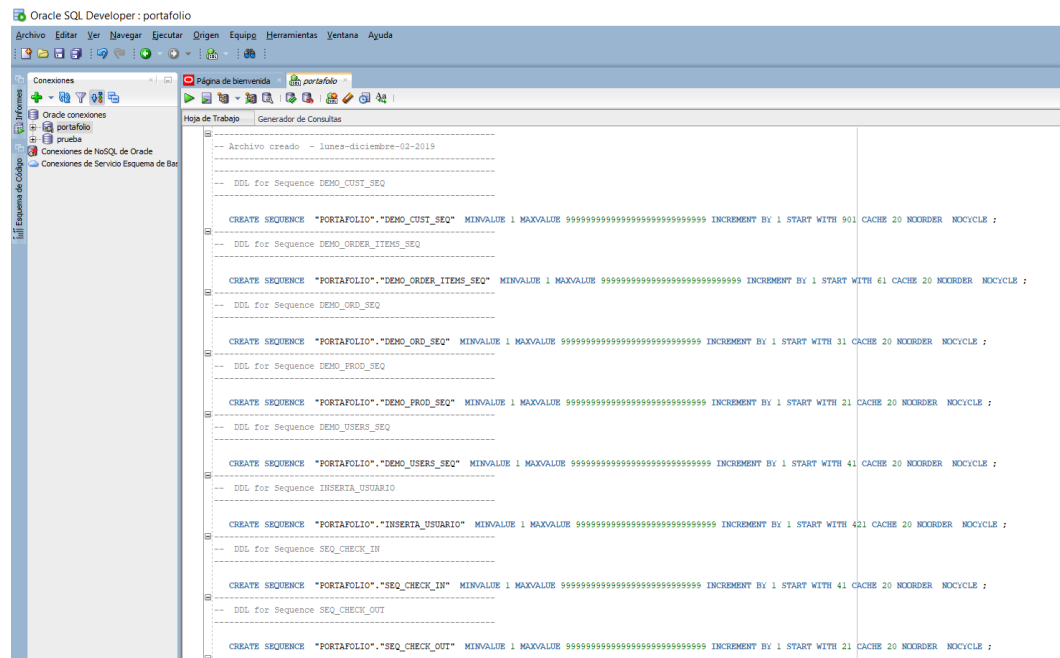 Oracle SQL Developer : portafolio
Archivo Editar Ver Navegar Ejecutar Origen Equipo Herramientas Ventana Ayuda
Conexiones
Oracle conexiones
portafolio
prueba
Conexiones de NoSQL de Oracle
Conexiones de Servicio Esquema de Bas
Informes
Esquema de Código
Página de bienvenida
portafolio
Hoja de Trabajo Generador de Consultas
--------------------------------------------------------
-- Archivo creado - lunes-diciembre-02-2019
--------------------------------------------------------
--------------------------------------------------------
-- DDL for Sequence DEMO_CUST_SEQ
--------------------------------------------------------
CREATE SEQUENCE "PORTAFOLIO"."DEMO_CUST_SEQ" MINVALUE 1 MAXVALUE 9999999999999999999999999999 INCREMENT BY 1 START WITH 901 CACHE 20 NOORDER NOCYCLE ;
--------------------------------------------------------
-- DDL for Sequence DEMO_ORDER_ITEMS_SEQ
--------------------------------------------------------
CREATE SEQUENCE "PORTAFOLIO"."DEMO_ORDER_ITEMS_SEQ" MINVALUE 1 MAXVALUE 9999999999999999999999999999 INCREMENT BY 1 START WITH 61 CACHE 20 NOORDER NOCYCLE ;
--------------------------------------------------------
-- DDL for Sequence DEMO_ORD_SEQ
--------------------------------------------------------
CREATE SEQUENCE "PORTAFOLIO"."DEMO_ORD_SEQ" MINVALUE 1 MAXVALUE 9999999999999999999999999999 INCREMENT BY 1 START WITH 31 CACHE 20 NOORDER NOCYCLE ;
--------------------------------------------------------
-- DDL for Sequence DEMO_PROD_SEQ
--------------------------------------------------------
CREATE SEQUENCE "PORTAFOLIO"."DEMO_PROD_SEQ" MINVALUE 1 MAXVALUE 9999999999999999999999999999 INCREMENT BY 1 START WITH 21 CACHE 20 NOORDER NOCYCLE ;
--------------------------------------------------------
-- DDL for Sequence DEMO_USERS_SEQ
--------------------------------------------------------
CREATE SEQUENCE "PORTAFOLIO"."DEMO_USERS_SEQ" MINVALUE 1 MAXVALUE 9999999999999999999999999999 INCREMENT BY 1 START WITH 41 CACHE 20 NOORDER NOCYCLE ;
--------------------------------------------------------
-- DDL for Sequence INSERTA_USUARIO
--------------------------------------------------------
CREATE SEQUENCE "PORTAFOLIO"."INSERTA_USUARIO" MINVALUE 1 MAXVALUE 9999999999999999999999999999 INCREMENT BY 1 START WITH 421 CACHE 20 NOORDER NOCYCLE ;
--------------------------------------------------------
-- DDL for Sequence SEQ_CHECK_IN
--------------------------------------------------------
CREATE SEQUENCE "PORTAFOLIO"."SEQ_CHECK_IN" MINVALUE 1 MAXVALUE 9999999999999999999999999999 INCREMENT BY 1 START WITH 41 CACHE 20 NOORDER NOCYCLE ;
--------------------------------------------------------
-- DDL for Sequence SEQ_CHECK_OUT
--------------------------------------------------------
CREATE SEQUENCE "PORTAFOLIO"."SEQ_CHECK_OUT" MINVALUE 1 MAXVALUE 9999999999999999999999999999 INCREMENT BY 1 START WITH 21 CACHE 20 NOORDER NOCYCLE ;